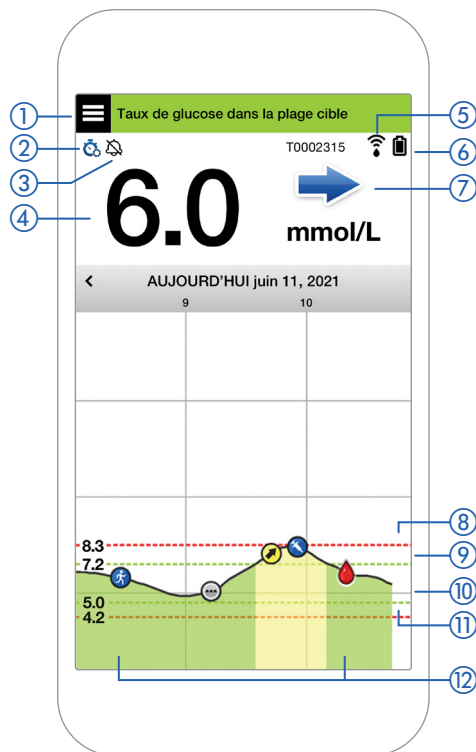 ① Taux de glucose dans la plage cible ⑤
② T0002315 ⑥
③
④ 6.0 mmol/L ⑦
AUJOURD'HUI juin 11, 2021
9 10
⑧
8.3
⑨
7.2
⑩
5.0
⑪
4.2
⑫